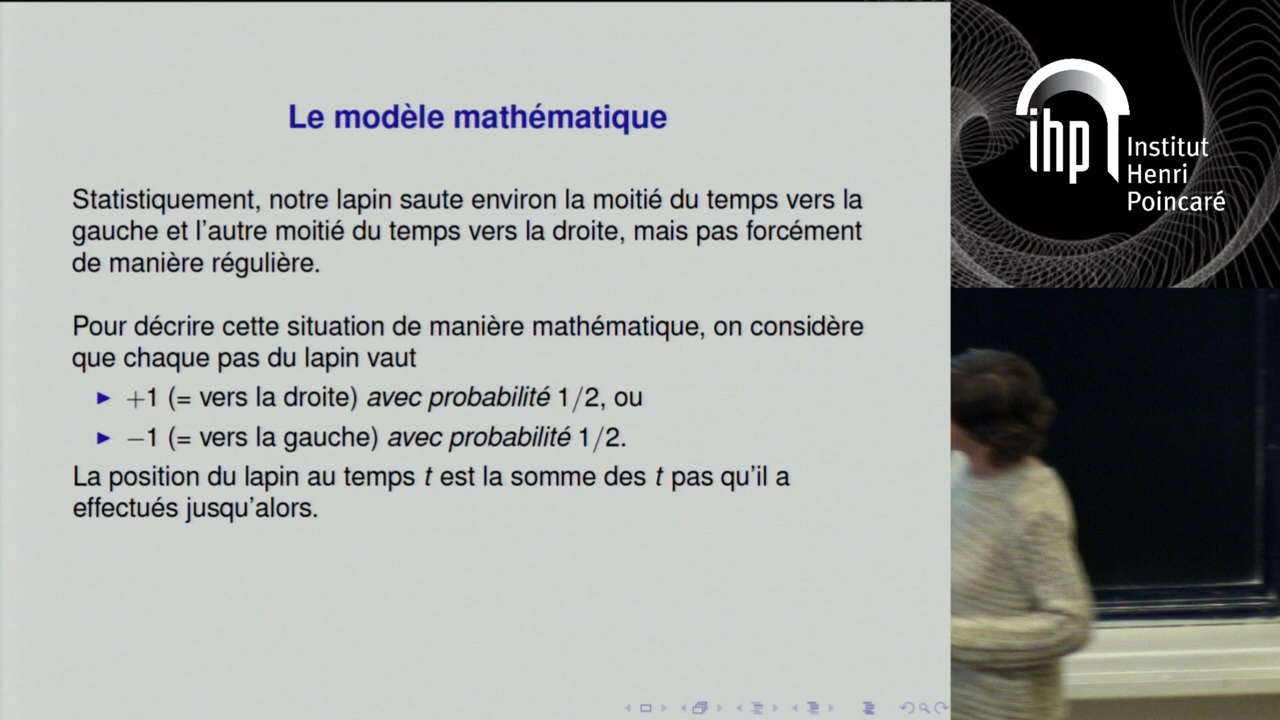 Le modèle mathématique
Statistiquement, notre lapin saute environ la moitié du temps vers la
gauche et l'autre moitié du temps vers la droite, mais pas forcément
de manière régulière.
Pour décrire cette situation de manière mathématique, on considère
que chaque pas du lapin vaut
+1 (= vers la droite) avec probabilité 1/2, ou
−1 (= vers la gauche) avec probabilité 1/2.
La position du lapin au temps t est la somme des t pas qu'il a
effectués jusqu'alors.
ihp
Institut
Henri
Poincaré